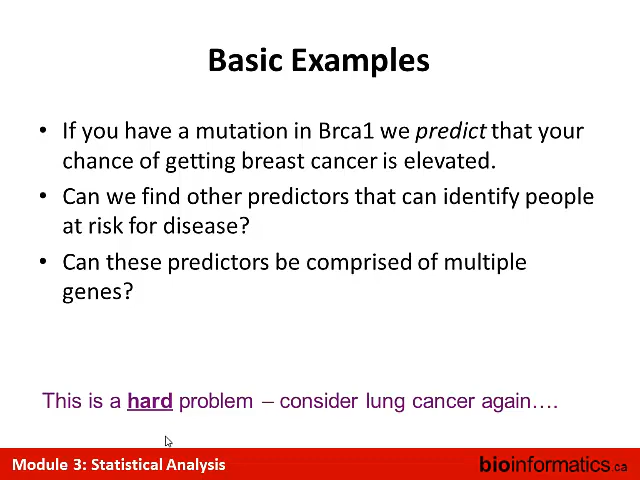 Basic Examples
• If you have a mutation in Brca1 we predict that your
chance of getting breast cancer is elevated.
• Can we find other predictors that can identify people
at risk for disease?
• Can these predictors be comprised of multiple
genes?
This is a hard problem – consider lung cancer again….
Module 3: Statistical Analysis
bioinformatics.ca